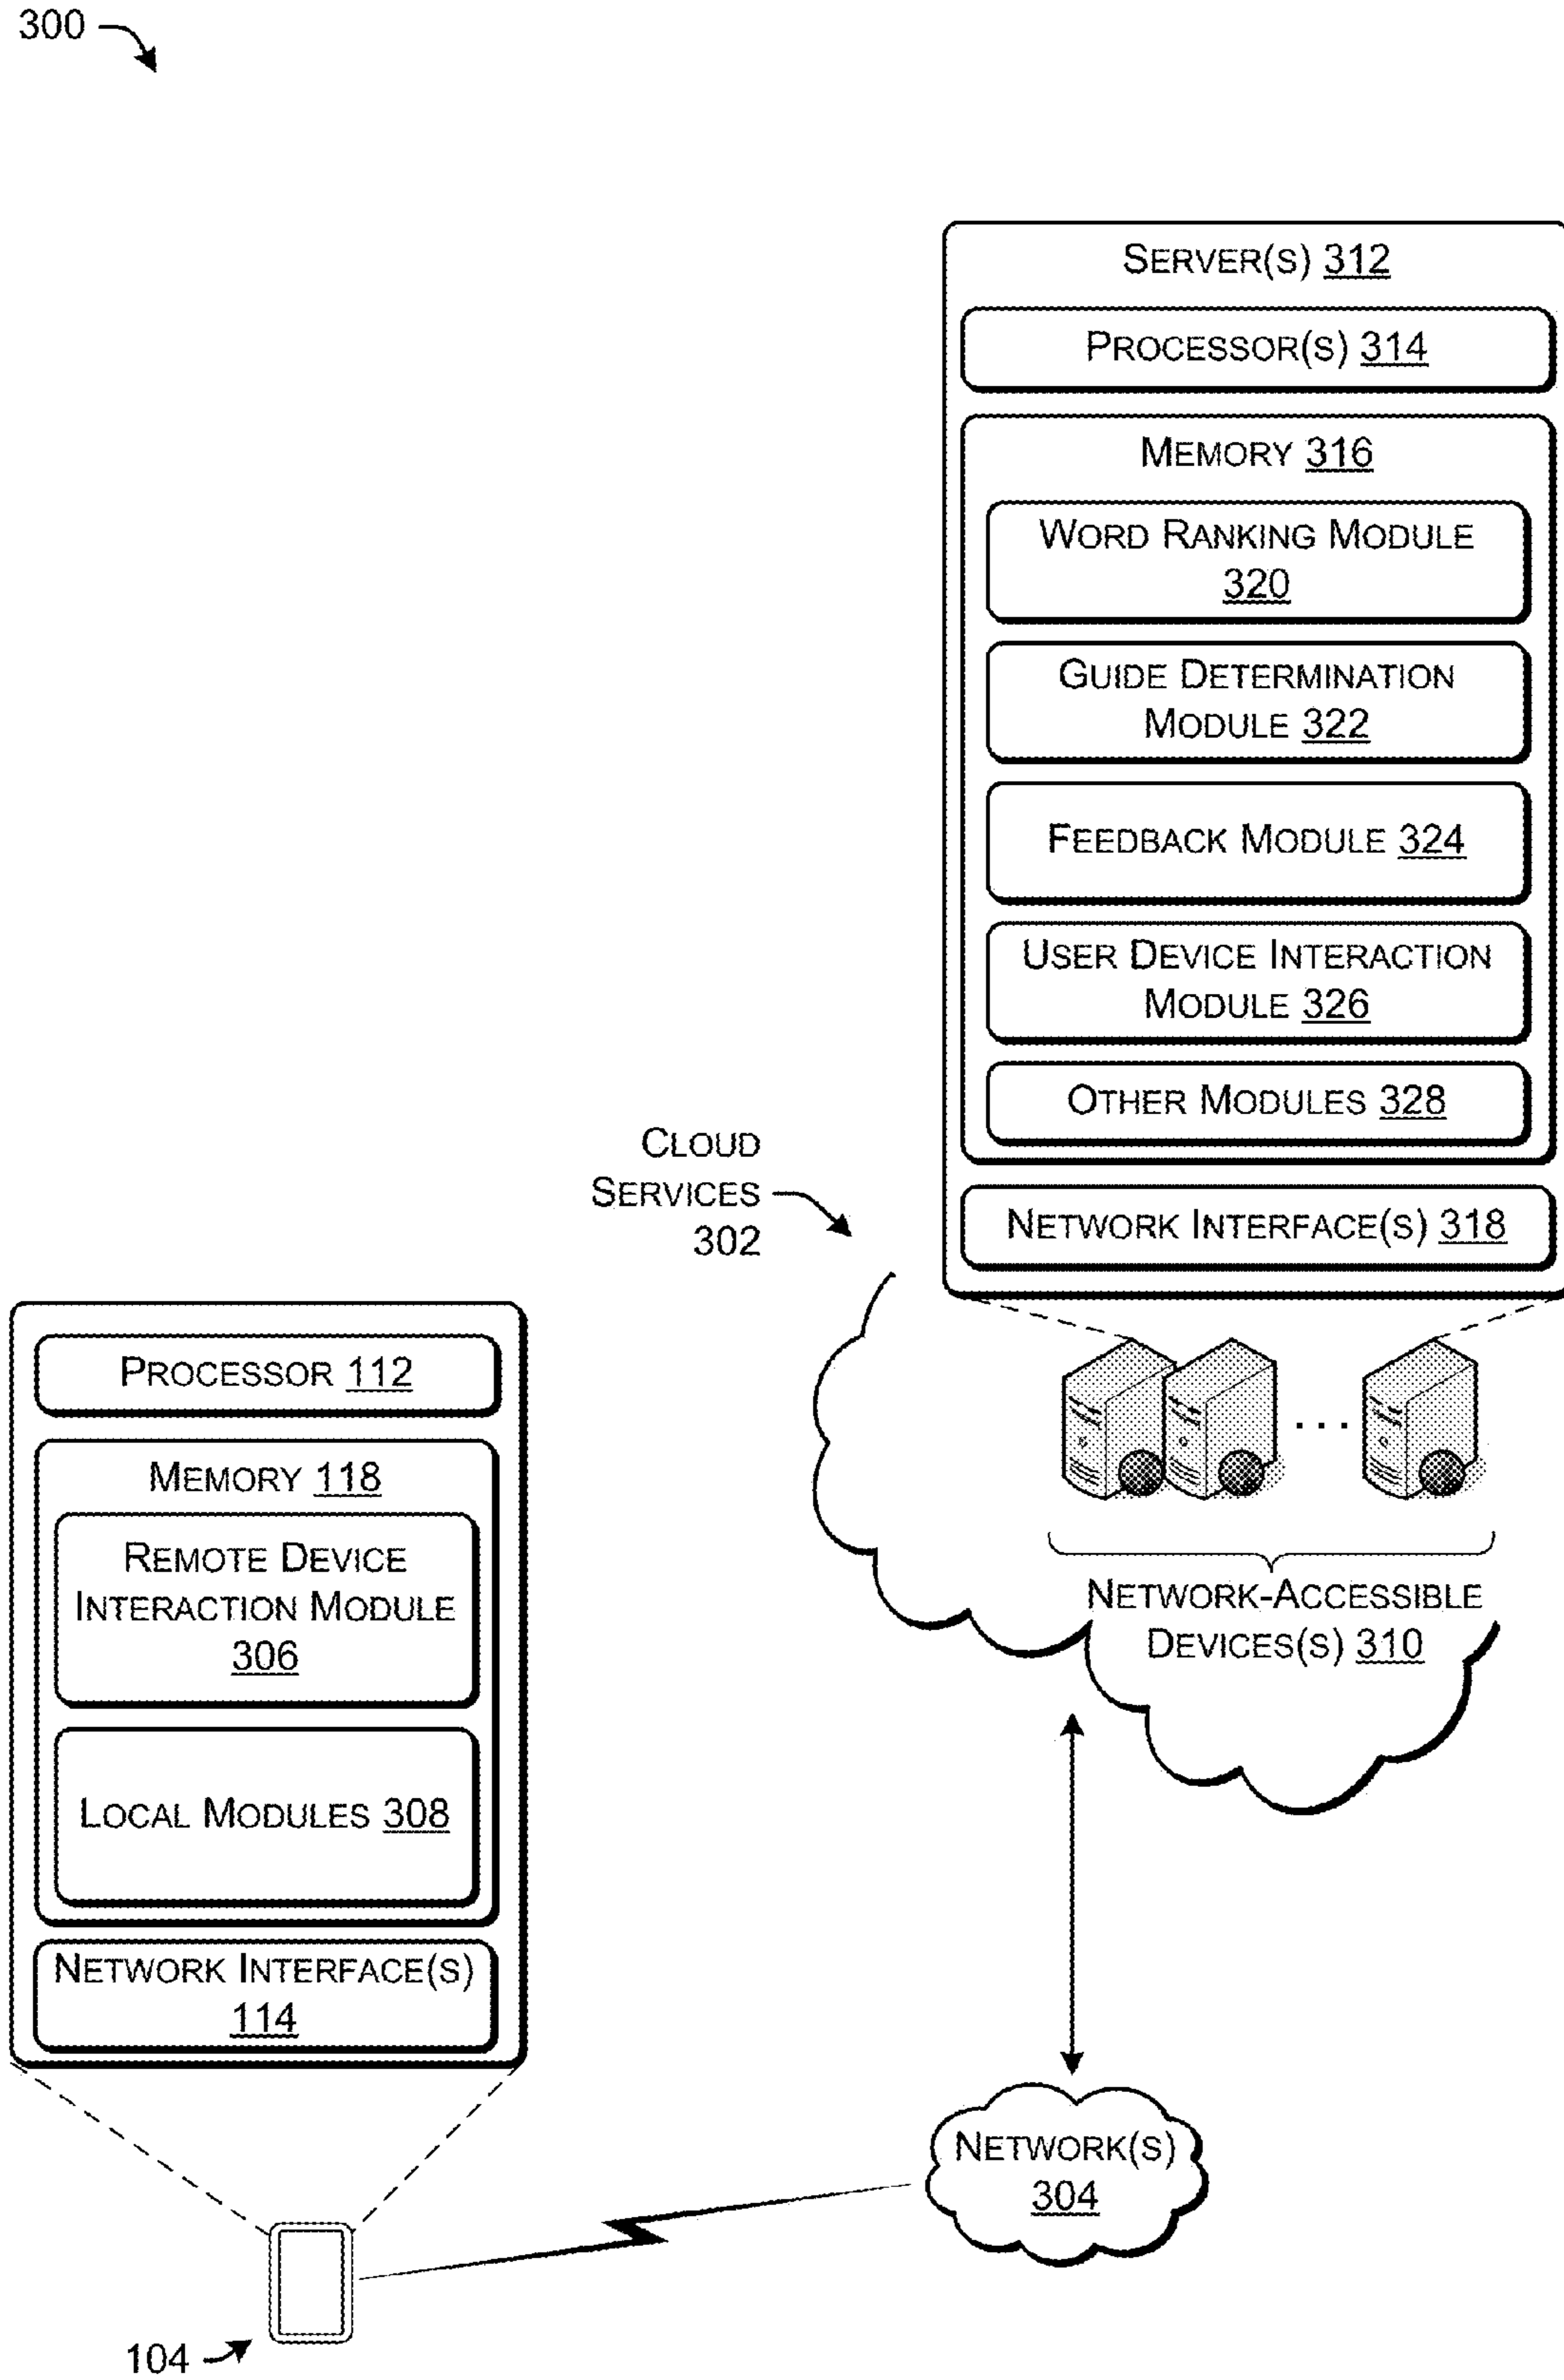 300
SERVER(S) 312
PROCESSOR(S) 314
MEMORY 316
WORD RANKING MODULE
320
GUIDE DETERMINATION
MODULE 322
FEEDBACK MODULE 324
USER DEVICE INTERACTION
MODULE 326
OTHER MODULES 328
NETWORK INTERFACE(S) 318
CLOUD
SERVICES
302
NETWORK-ACCESSIBLE
DEVICES(S) 310
PROCESSOR 112
MEMORY 118
REMOTE DEVICE
INTERACTION MODULE
306
LOCAL MODULES 308
NETWORK INTERFACE(S)
114
NETWORK(S)
304
104